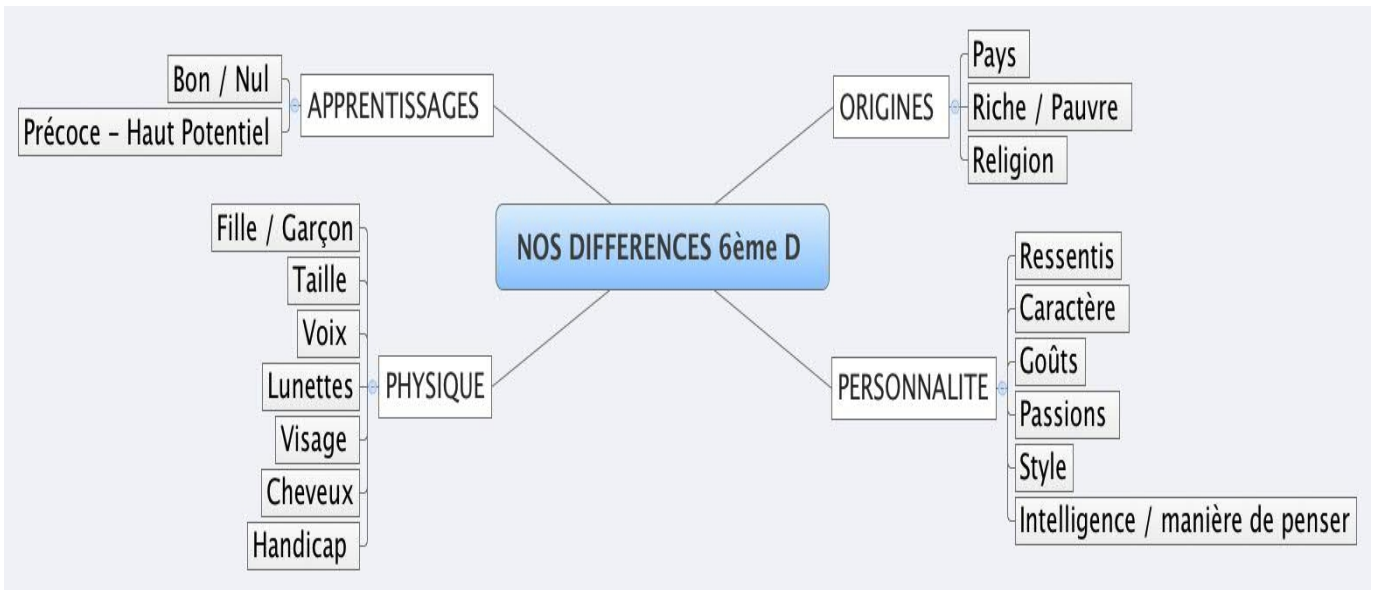 NOS DIFFERENCES 6ème D
APPRENTISSAGES
Bon / Nul
Précoce – Haut Potentiel
ORIGINES
Pays
Riche / Pauvre
Religion
PHYSIQUE
Fille / Garçon
Taille
Voix
Lunettes
Visage
Cheveux
Handicap
PERSONNALITE
Ressentis
Caractère
Goûts
Passions
Style
Intelligence / manière de penser